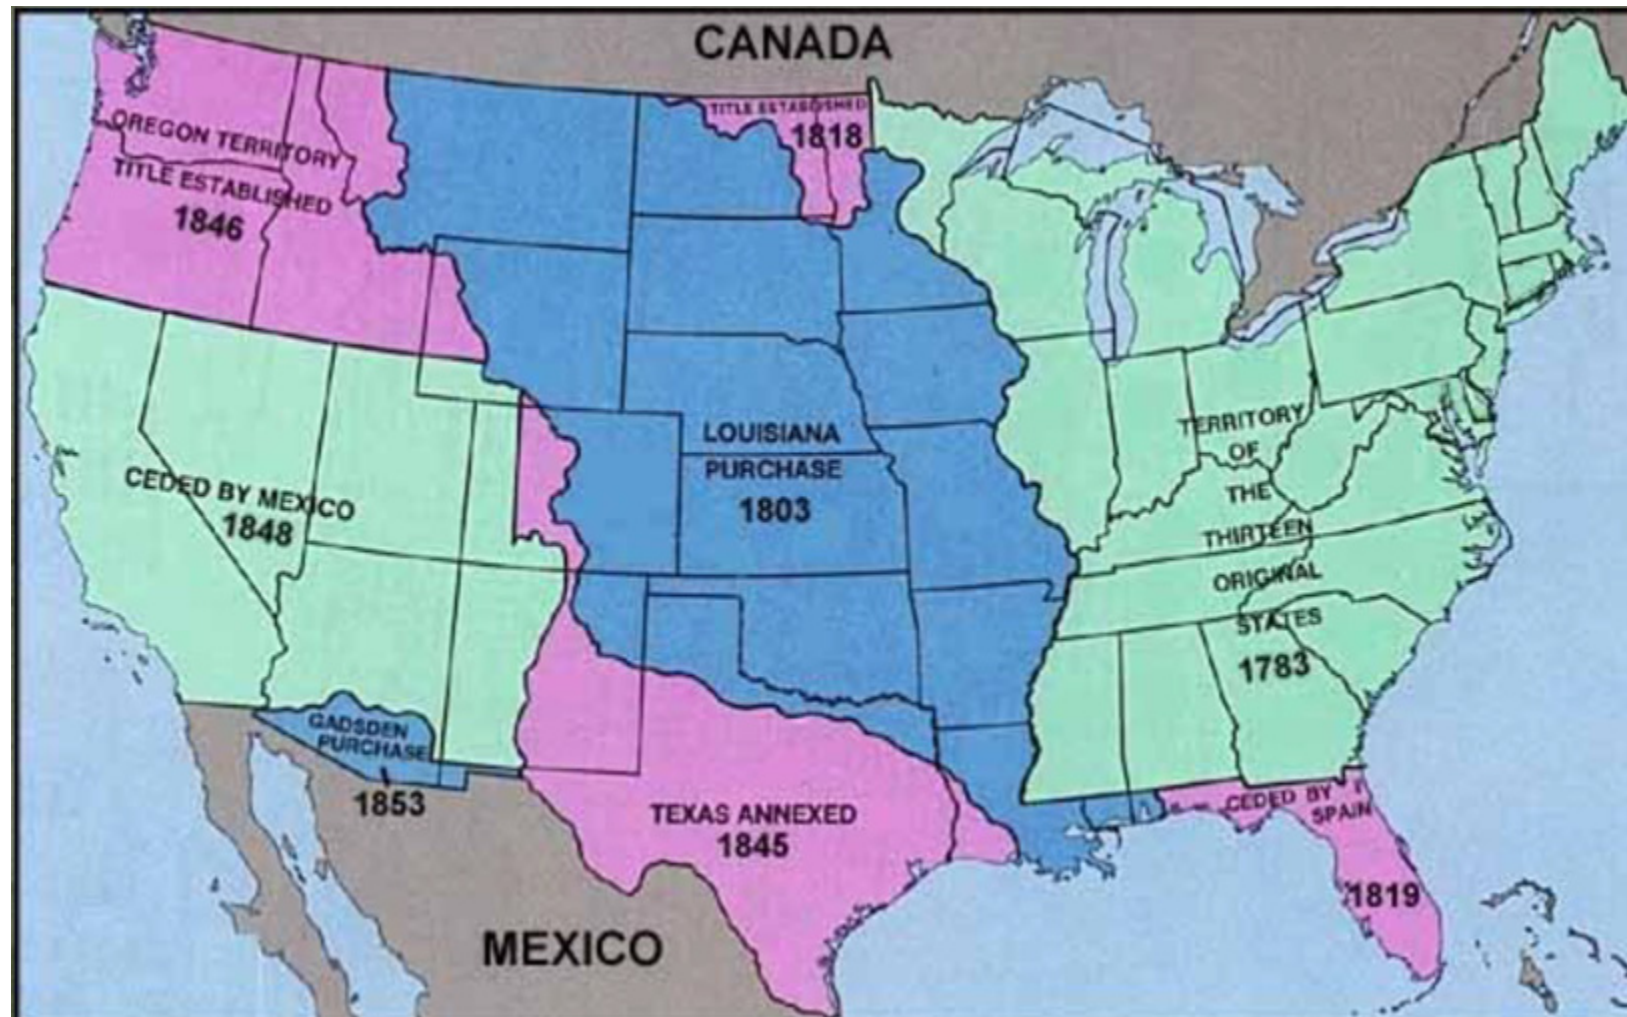 CANADA
TITLE ESTABLISHED
1818
OREGON TERRITORY
TITLE ESTABLISHED
1846
LOUISIANA
PURCHASE
1803
TERRITORY
OF
THE
THIRTEEN
ORIGINAL
STATES
1783
CEDED BY MEXICO
1848
GADSDEN
PURCHASE
1853
TEXAS ANNEXED
1845
CEDED BY
SPAIN
1819
MEXICO